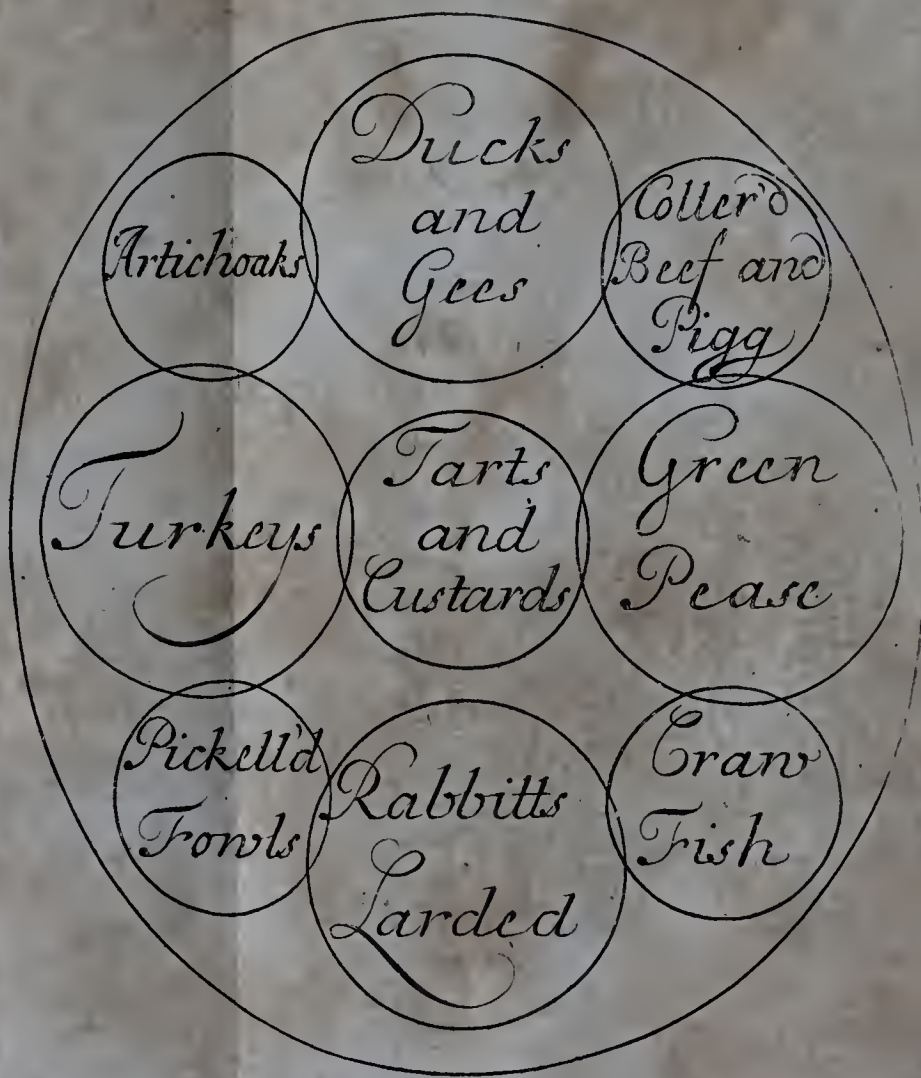 Ducks
and
Gees
Artichoaks
Coller'd
Beef and
Pigg
Turkeys
Tarts
and
Custards
Green
Pease
Pickell'd
Fowls
Rabbitts
Larded
Craw
Fish